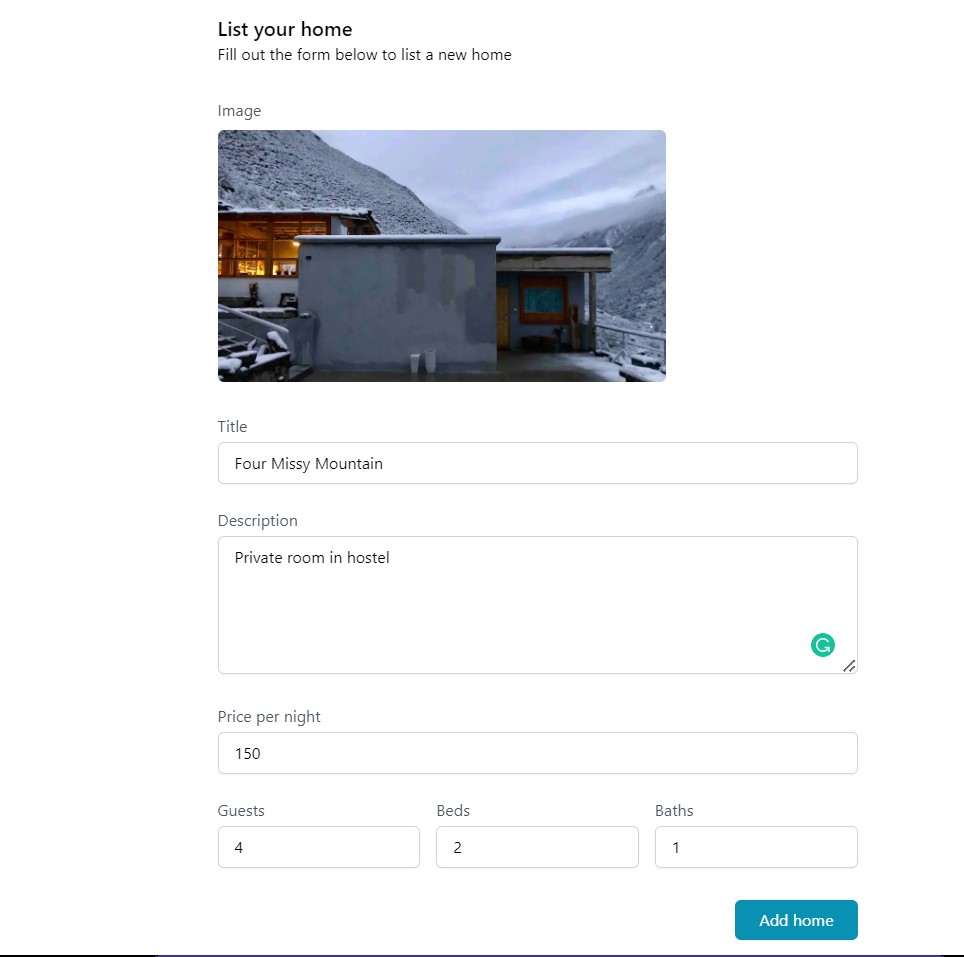 List your home
Fill out the form below to list a new home
Image
Title
Four Missy Mountain
Description
Private room in hostel
Price per night
150
Guests
Beds
Baths
4
2
1
Add home